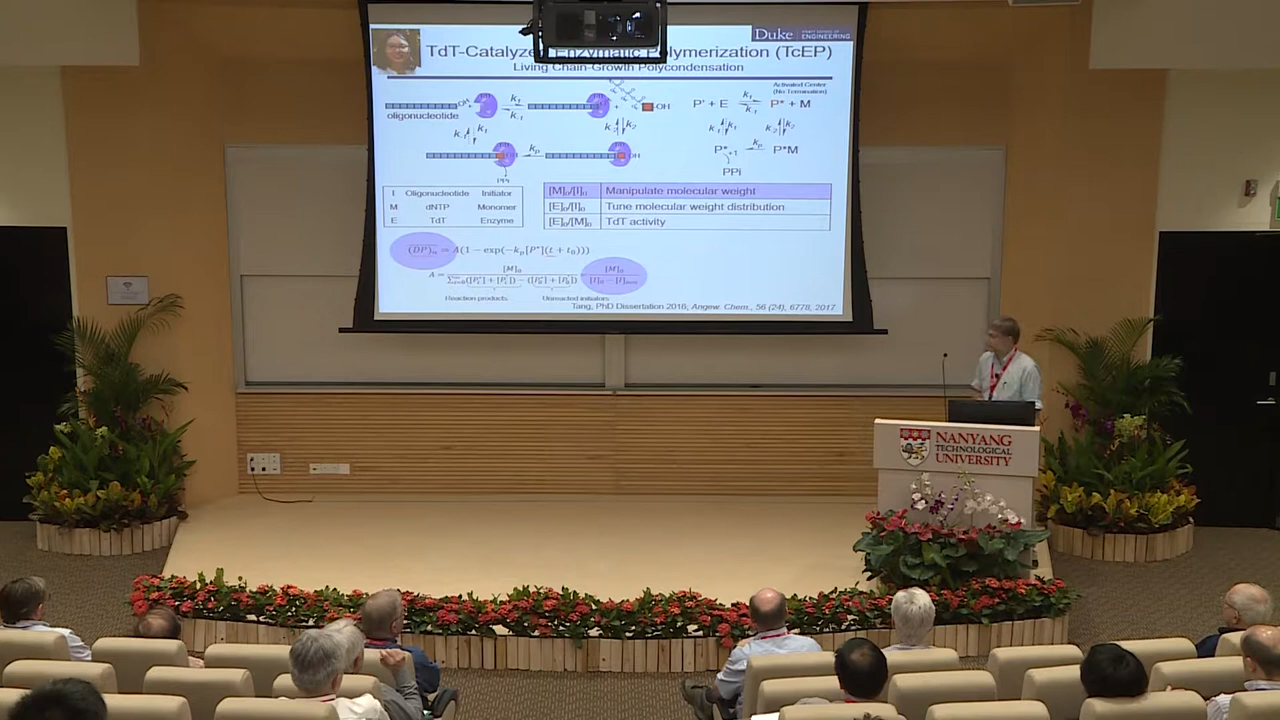 Duke
ENGINEERING
TdT-Catalyzed Enzymatic Polymerization (TcEP)
Living Chain-Growth Polycondensation
Activated Center
(No Termination)
oligonucleotide
P' + E
P* + M
P*M
PPi
I Oligonucleotide Initiator
M dNTP Monomer
E TdT Enzyme
[M]₀/[I]₀ Manipulate molecular weight
[E]₀/[I]₀ Tune molecular weight distribution
[E]₀/[M]₀ TdT activity
Reaction products
Unreacted initiators
Tang, PhD Dissertation 2016, Angew. Chem., 56 (24), 6778, 2017
NANYANG
TECHNOLOGICAL
UNIVERSITY